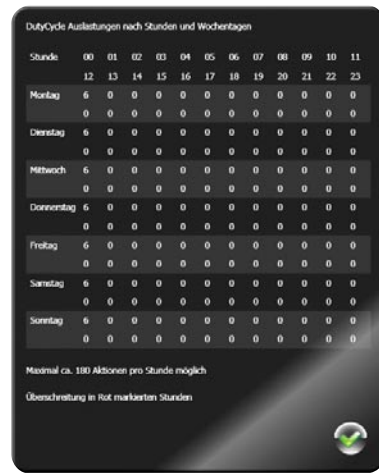 DutyCycle Auslastungen nach Stunden und Wochentagen
Stunde 00 01 02 03 04 05 06 07 08 09 10 11
12 13 14 15 16 17 18 19 20 21 22 23
Montag 6 0 0 0 0 0 0 0 0 0 0 0
0 0 0 0 0 0 0 0 0 0 0 0
Dienstag 6 0 0 0 0 0 0 0 0 0 0 0
0 0 0 0 0 0 0 0 0 0 0 0
Mittwoch 6 0 0 0 0 0 0 0 0 0 0 0
0 0 0 0 0 0 0 0 0 0 0 0
Donnerstag 6 0 0 0 0 0 0 0 0 0 0 0
0 0 0 0 0 0 0 0 0 0 0 0
Freitag 6 0 0 0 0 0 0 0 0 0 0 0
0 0 0 0 0 0 0 0 0 0 0 0
Samstag 6 0 0 0 0 0 0 0 0 0 0 0
0 0 0 0 0 0 0 0 0 0 0 0
Sonntag 6 0 0 0 0 0 0 0 0 0 0 0
0 0 0 0 0 0 0 0 0 0 0 0
Maximal ca. 180 Aktionen pro Stunde möglich
Überschreitung in Rot markierten Stunden